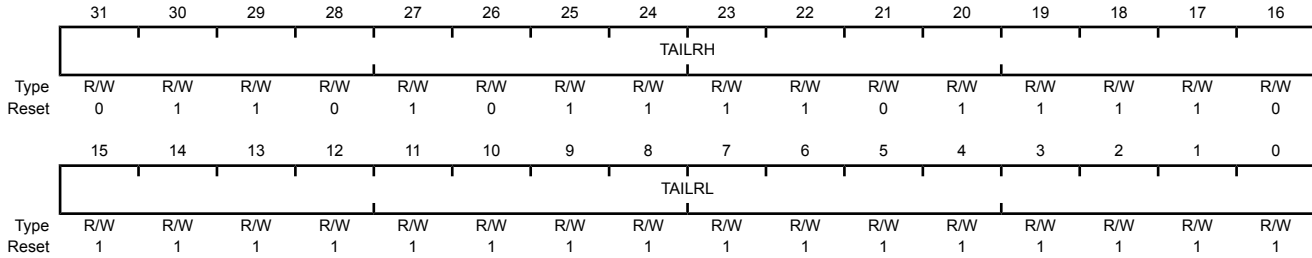 31 30 29 28 27 26 25 24 23 22 21 20 19 18 17 16
TAILRH
Type R/W R/W R/W R/W R/W R/W R/W R/W R/W R/W R/W R/W R/W R/W R/W R/W
Reset 0 1 1 0 1 0 1 1 1 1 0 1 1 1 1 0
15 14 13 12 11 10 9 8 7 6 5 4 3 2 1 0
TAILRL
Type R/W R/W R/W R/W R/W R/W R/W R/W R/W R/W R/W R/W R/W R/W R/W R/W
Reset 1 1 1 1 1 1 1 1 1 1 1 1 1 1 1 1